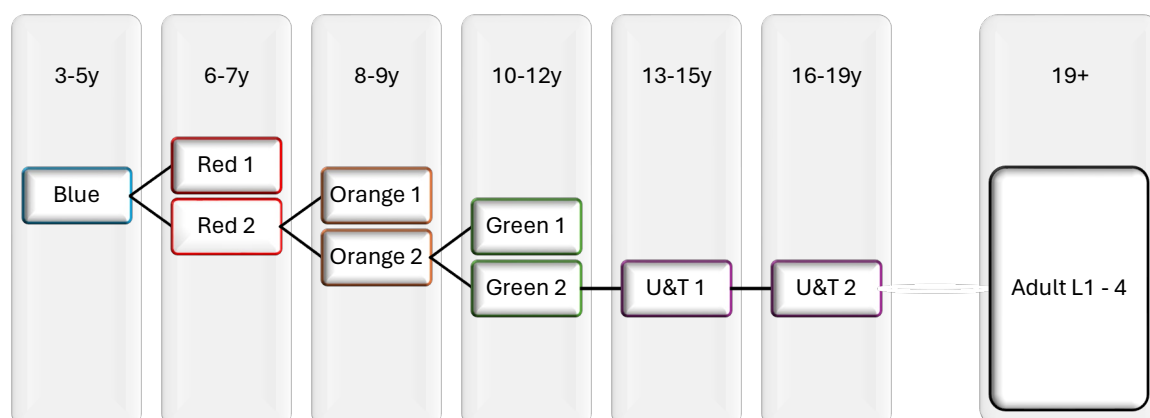 3-5y
6-7y
8-9y
10-12y
13-15y
16-19y
19+
Blue
Red 1
Red 2
Orange 1
Orange 2
Green 1
Green 2
U&T 1
U&T 2
Adult L1 - 4